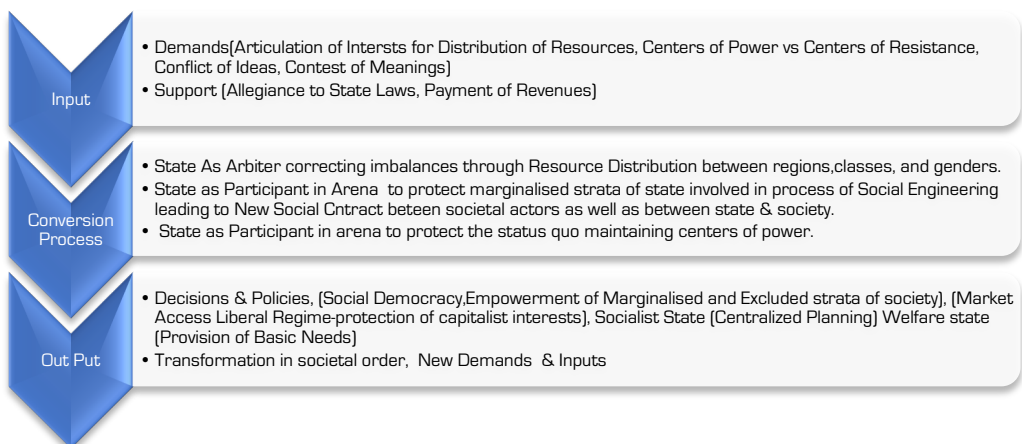 Input
• Demands(Articulation of Intersts for Distribution of Resources, Centers of Power vs Centers of Resistance,
Conflict of Ideas, Contest of Meanings)
• Support (Allegiance to State Laws, Payment of Revenues)
Conversion
Process
• State As Arbiter correcting imbalances through Resource Distribution between regions,classes, and genders.
• State as Participant in Arena to protect marginalised strata of state involved in process of Social Engineering
leading to New Social Cntract beteen societal actors as well as between state & society.
• State as Participant in arena to protect the status quo maintaining centers of power.
Out Put
• Decisions & Policies, (Social Democracy,Empowerment of Marginalised and Excluded strata of society), (Market
Access Liberal Regime-protection of capitalist interests), Socialist State (Centralized Planning) Welfare state
(Provision of Basic Needs)
• Transformation in societal order, New Demands & Inputs